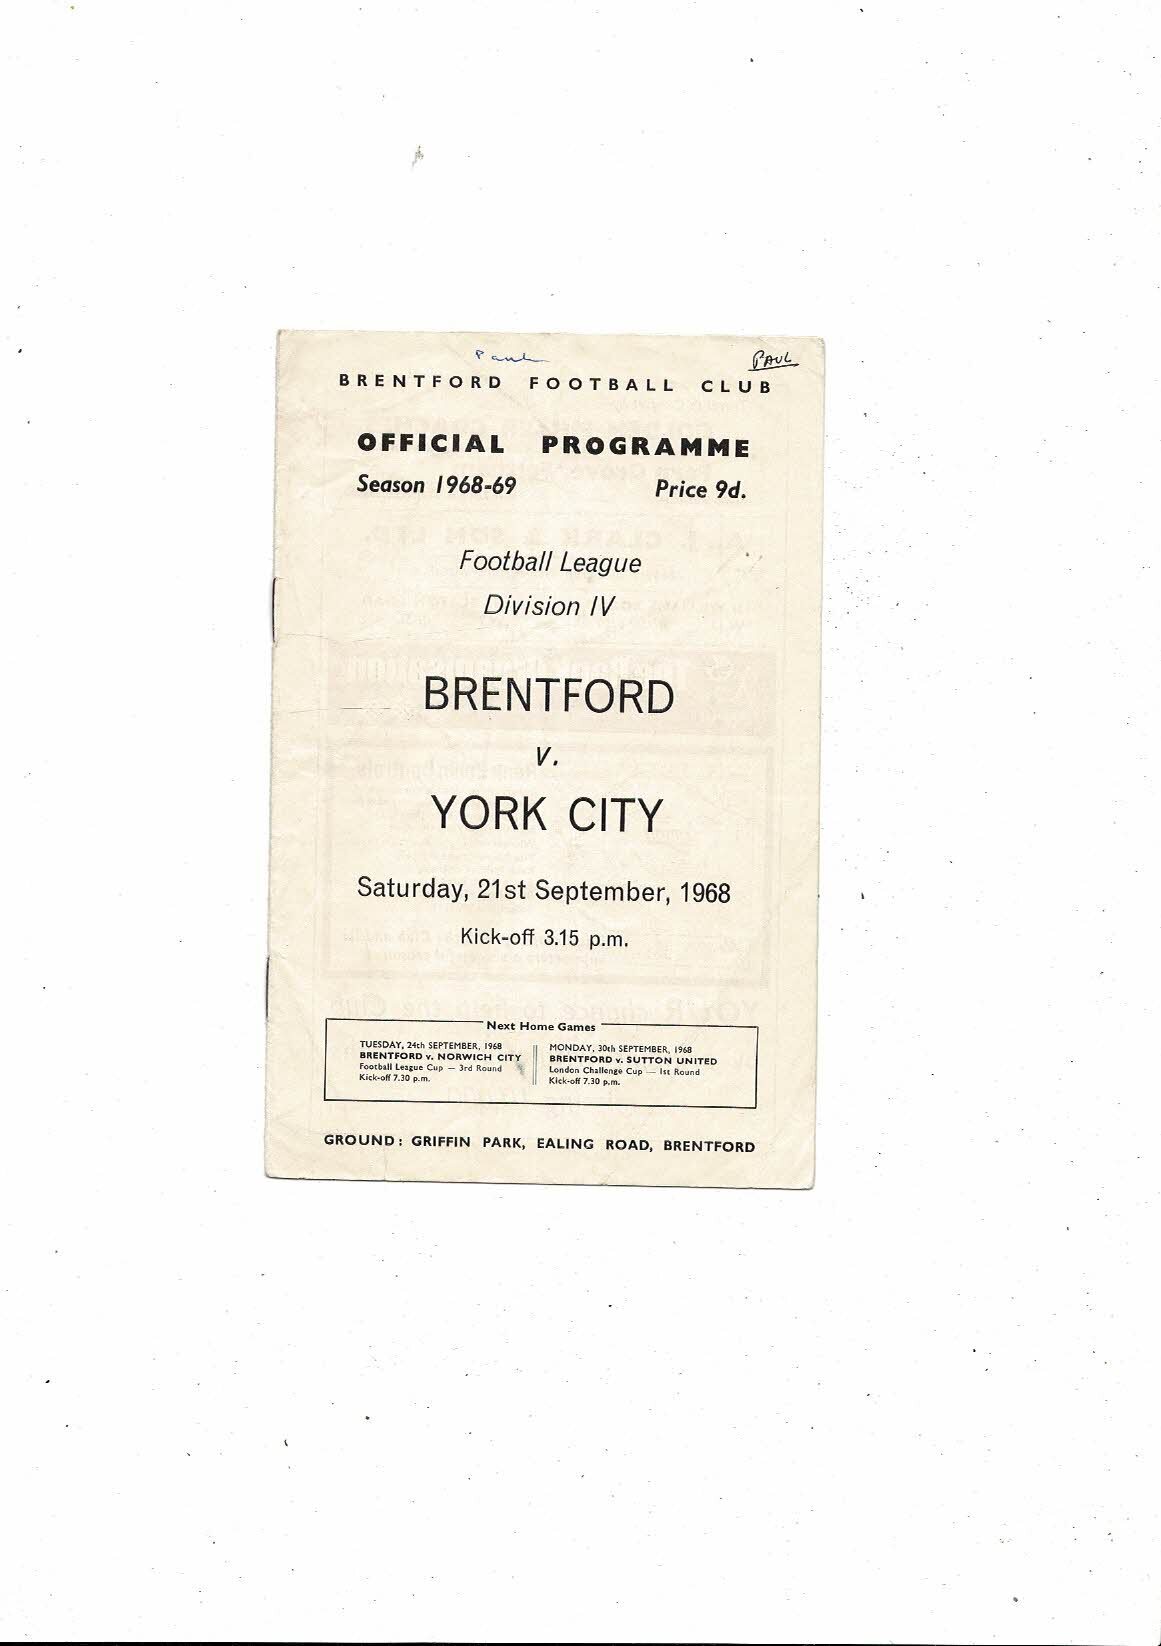 Paul
PAUL
BRENTFORD FOOTBALL CLUB
OFFICIAL PROGRAMME
Season 1968-69 Price 9d.
Football League
Division IV
BRENTFORD
v.
YORK CITY
Saturday, 21st September, 1968
Kick-off 3.15 p.m.
Next Home Games
TUESDAY, 24th SEPTEMBER, 1968
BRENTFORD v. NORWICH CITY
Football League Cup — 3rd Round
Kick-off 7.30 p.m.
MONDAY, 30th SEPTEMBER, 1968
BRENTFORD v. SUTTON UNITED
London Challenge Cup — 1st Round
Kick-off 7.30 p.m.
GROUND: GRIFFIN PARK, EALING ROAD, BRENTFORD